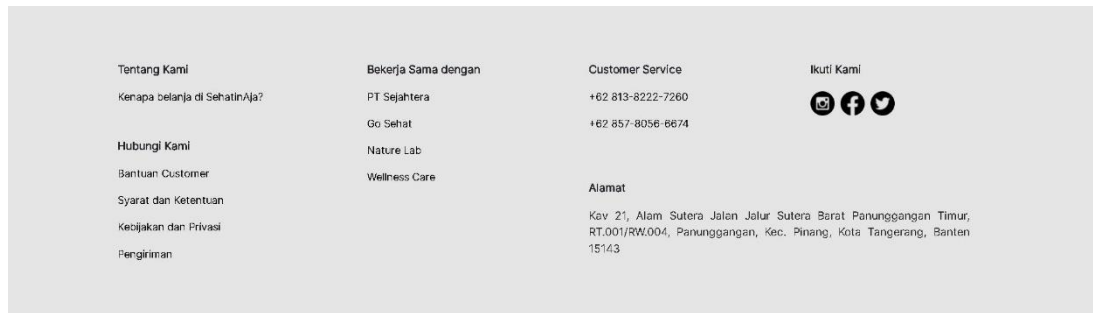 Tentang Kami
Kenapa belanja di SehatinAja?
Hubungi Kami
Bantuan Customer
Syarat dan Ketentuan
Kebijakan dan Privasi
Pengiriman
Bekerja Sama dengan
PT Sejahtera
Go Sehat
Nature Lab
Wellness Care
Customer Service
+62 813-8222-7260
+62 857-8056-6674
Ikuti Kami
Alamat
Kav 21, Alam Sutera Jalan Jalur Sutera Barat Panunggangan Timur,
RT.001/RW.004, Panunggangan, Kec. Pinang, Kota Tangerang, Banten
15143